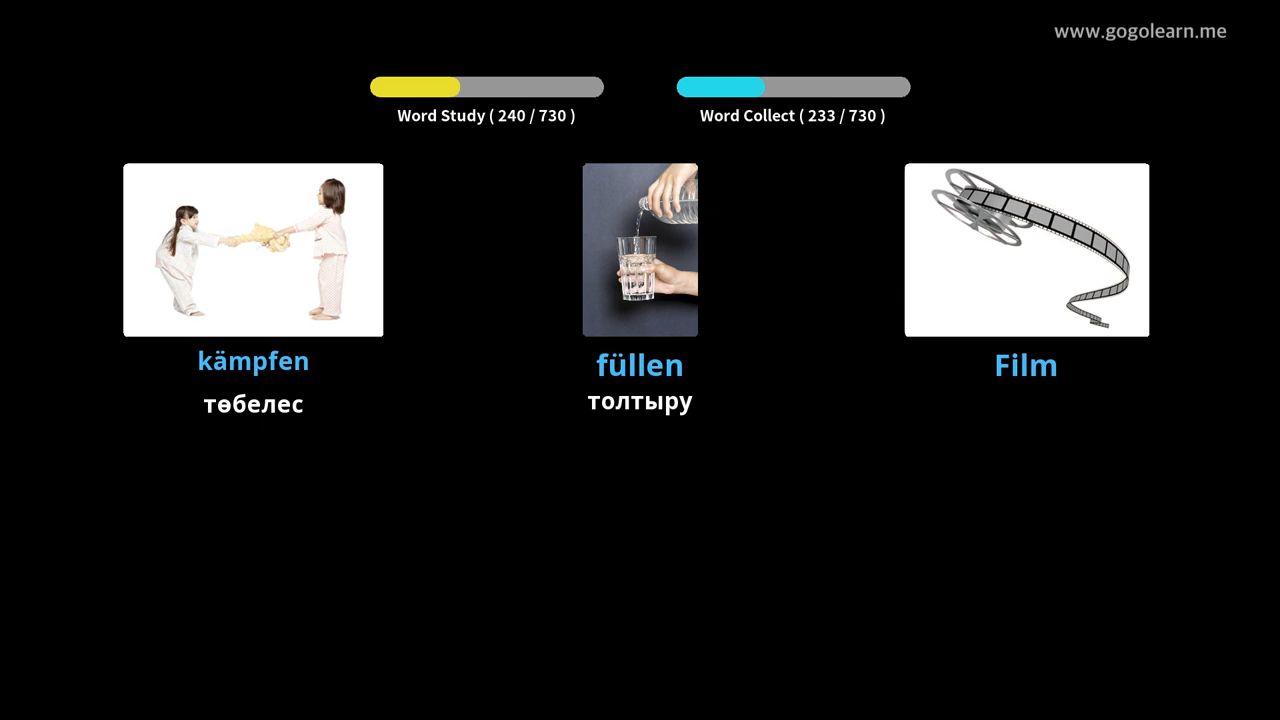 www.gogolearn.me
Word Study ( 240 / 730 )
Word Collect ( 233 / 730 )
kämpfen
төбелес
füllen
толтыру
Film